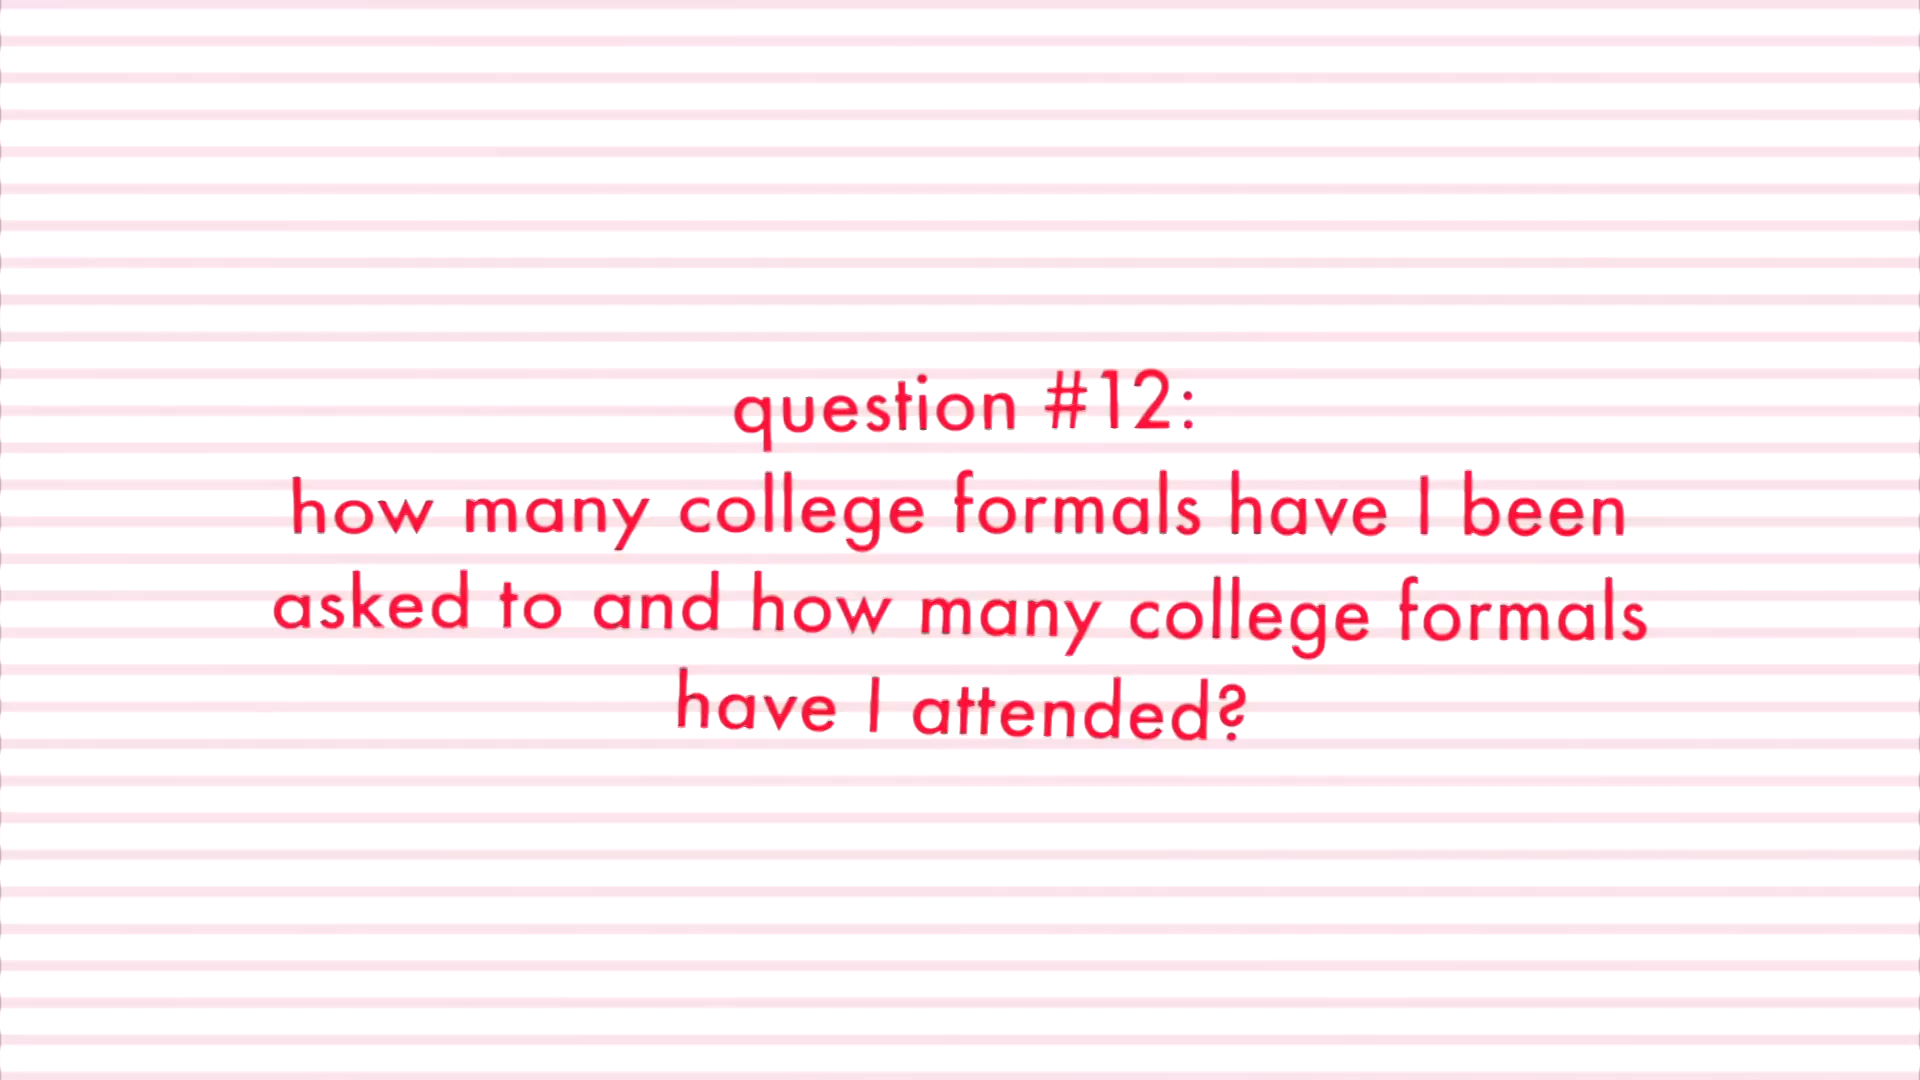 question #12:
how many college formals have I been
asked to and how many college formals
have I attended?